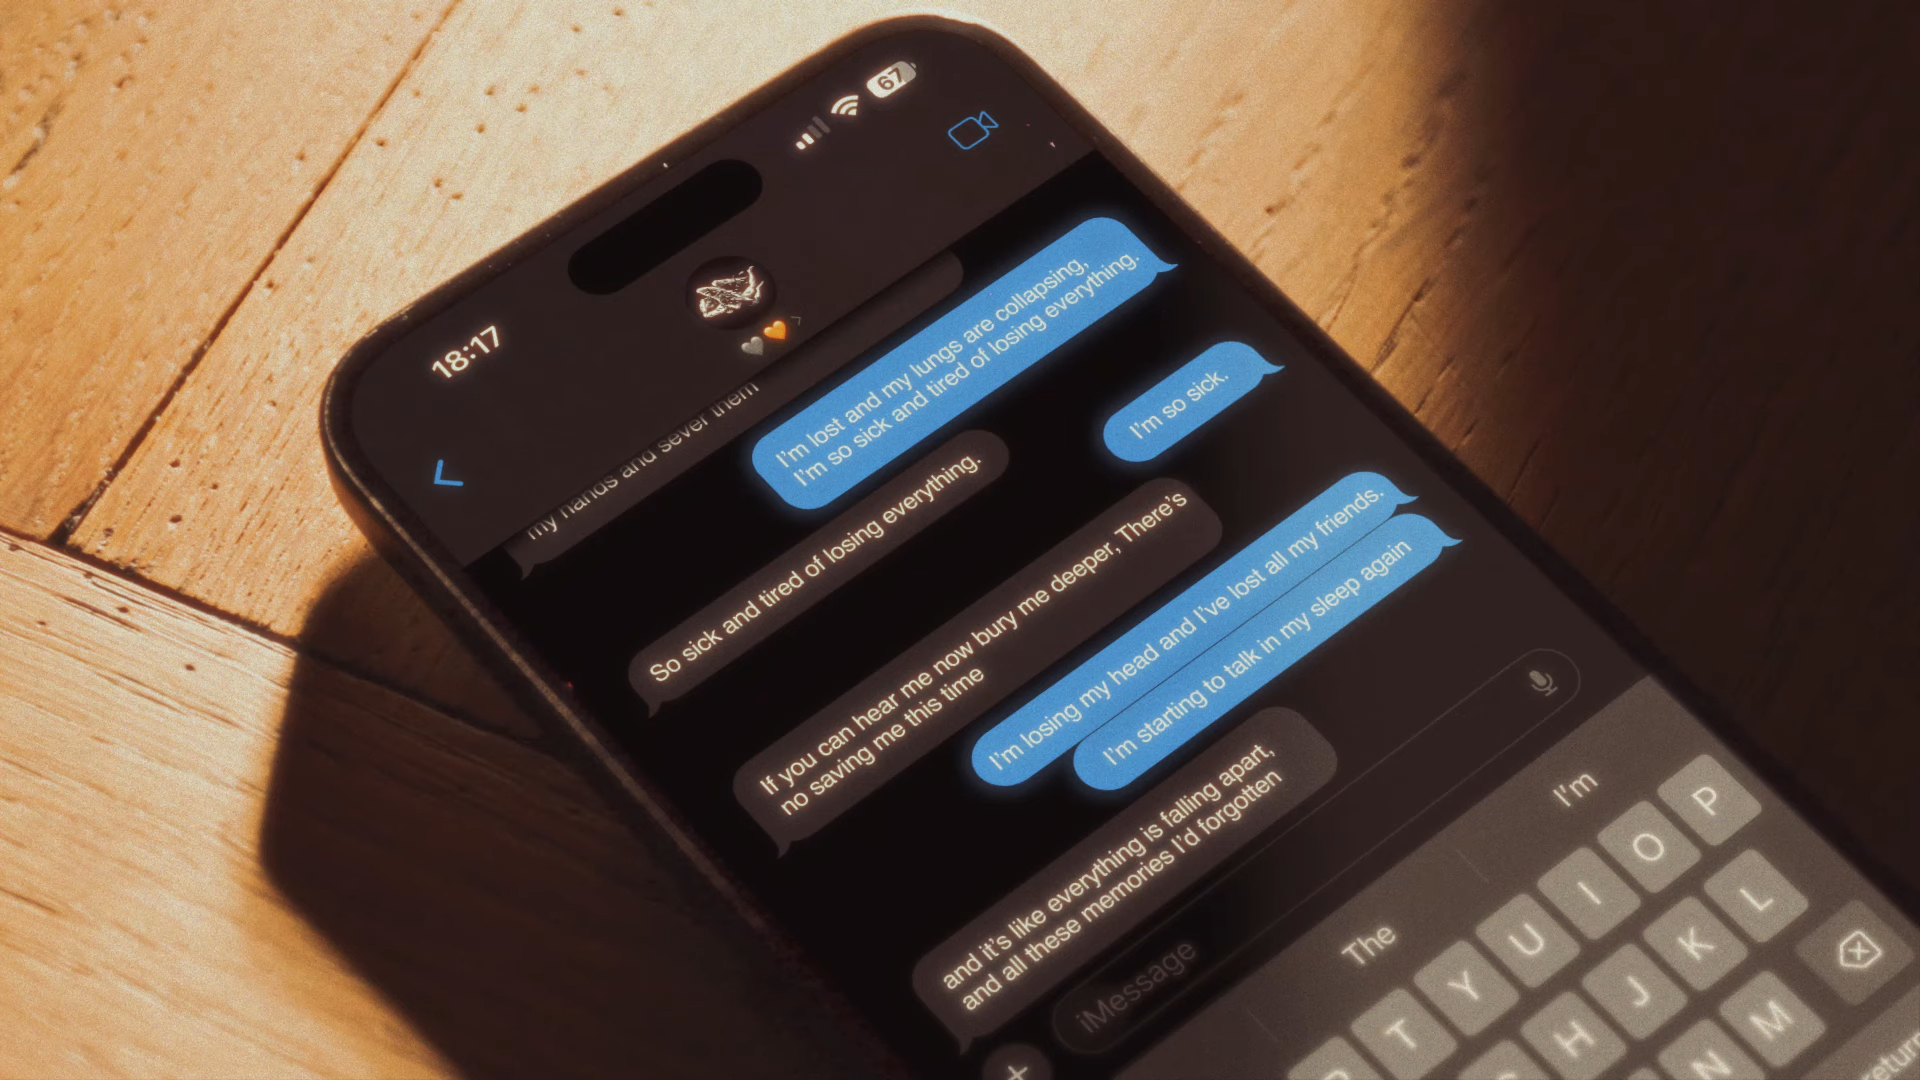 18:17
67
my hands and sever them
I'm lost and my lungs are collapsing,
I'm so sick and tired of losing everything.
So sick and tired of losing everything.
I'm so sick.
If you can hear me now bury me deeper, There's
no saving me this time
I'm losing my head and I've lost all my friends.
I'm starting to talk in my sleep again
and it's like everything is falling apart,
and all these memories I'd forgotten
iMessage
The
I'm
T Y U I O P
H J K L
N M
return